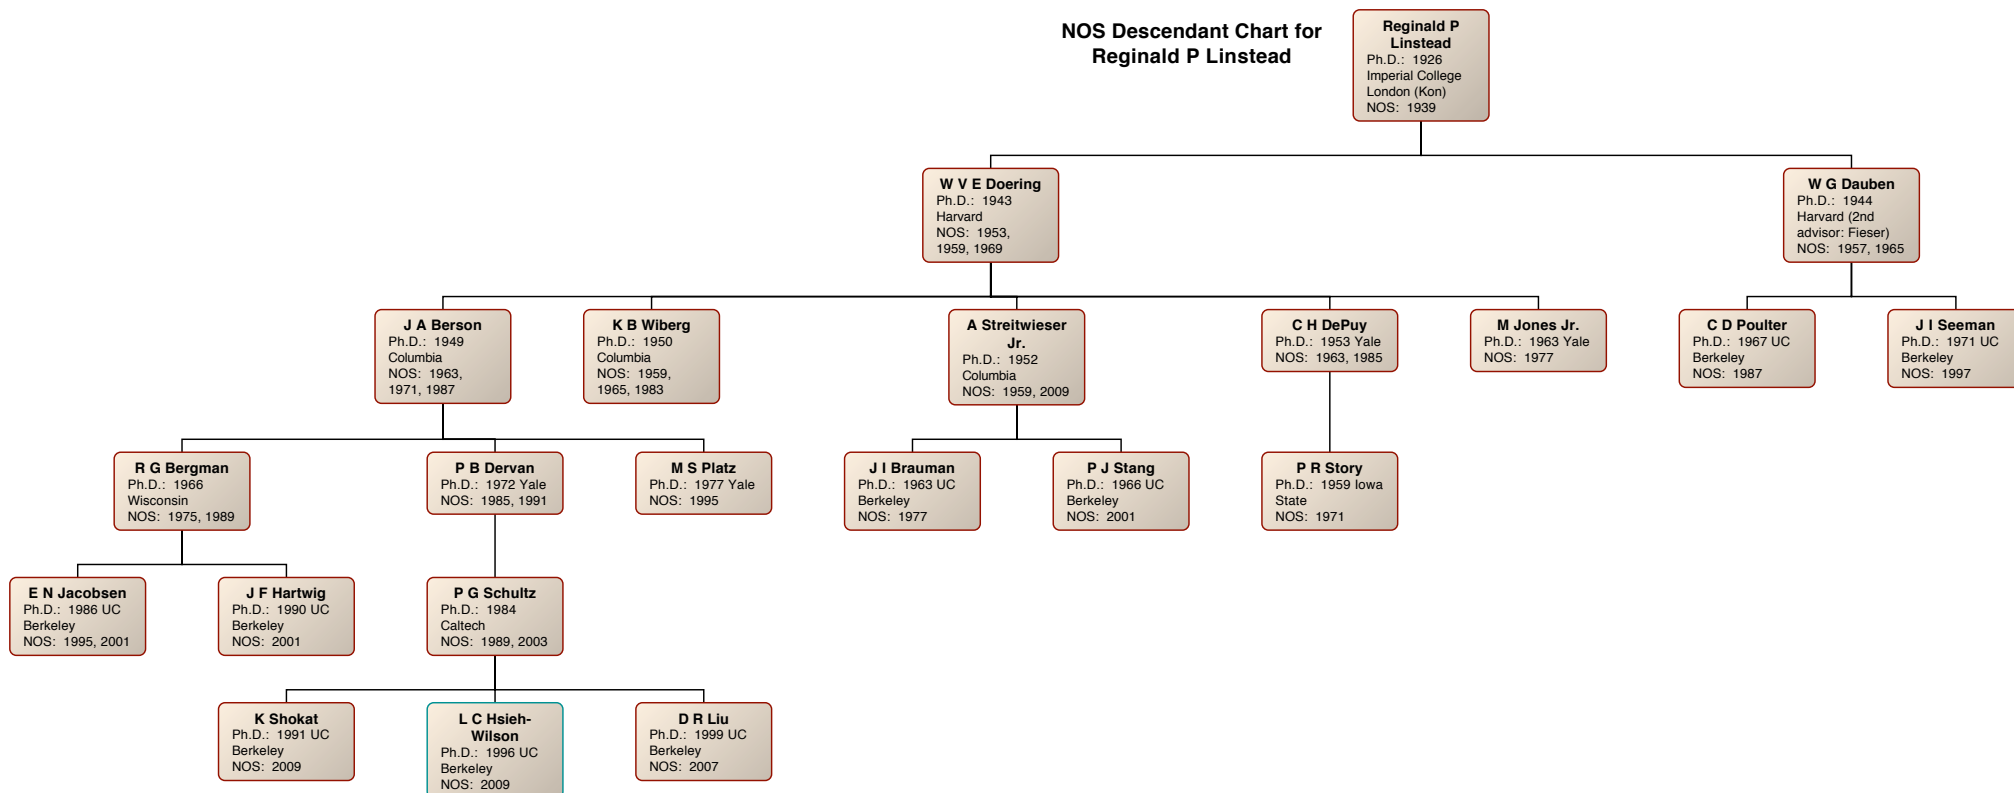 NOS Descendant Chart for
Reginald P Linstead
Reginald P
Linstead
Ph.D.: 1926
Imperial College
London (Kon)
NOS: 1939
W V E Doering
Ph.D.: 1943
Harvard
NOS: 1953,
1959, 1969
W G Dauben
Ph.D.: 1944
Harvard (2nd
advisor: Fieser)
NOS: 1957, 1965
J A Berson
Ph.D.: 1949
Columbia
NOS: 1963,
1971, 1987
K B Wiberg
Ph.D.: 1950
Columbia
NOS: 1959,
1965, 1983
A Streitwieser
Jr.
Ph.D.: 1952
Columbia
NOS: 1959, 2009
C H DePuy
Ph.D.: 1953 Yale
NOS: 1963, 1985
M Jones Jr.
Ph.D.: 1963 Yale
NOS: 1977
C D Poulter
Ph.D.: 1967 UC
Berkeley
NOS: 1987
J I Seeman
Ph.D.: 1971 UC
Berkeley
NOS: 1997
R G Bergman
Ph.D.: 1966
Wisconsin
NOS: 1975, 1989
P B Dervan
Ph.D.: 1972 Yale
NOS: 1985, 1991
M S Platz
Ph.D.: 1977 Yale
NOS: 1995
J I Brauman
Ph.D.: 1963 UC
Berkeley
NOS: 1977
P J Stang
Ph.D.: 1966 UC
Berkeley
NOS: 2001
P R Story
Ph.D.: 1959 Iowa
State
NOS: 1971
E N Jacobsen
Ph.D.: 1986 UC
Berkeley
NOS: 1995, 2001
J F Hartwig
Ph.D.: 1990 UC
Berkeley
NOS: 2001
P G Schultz
Ph.D.: 1984
Caltech
NOS: 1989, 2003
K Shokat
Ph.D.: 1991 UC
Berkeley
NOS: 2009
L C Hsieh-
Wilson
Ph.D.: 1996 UC
Berkeley
NOS: 2009
D R Liu
Ph.D.: 1999 UC
Berkeley
NOS: 2007